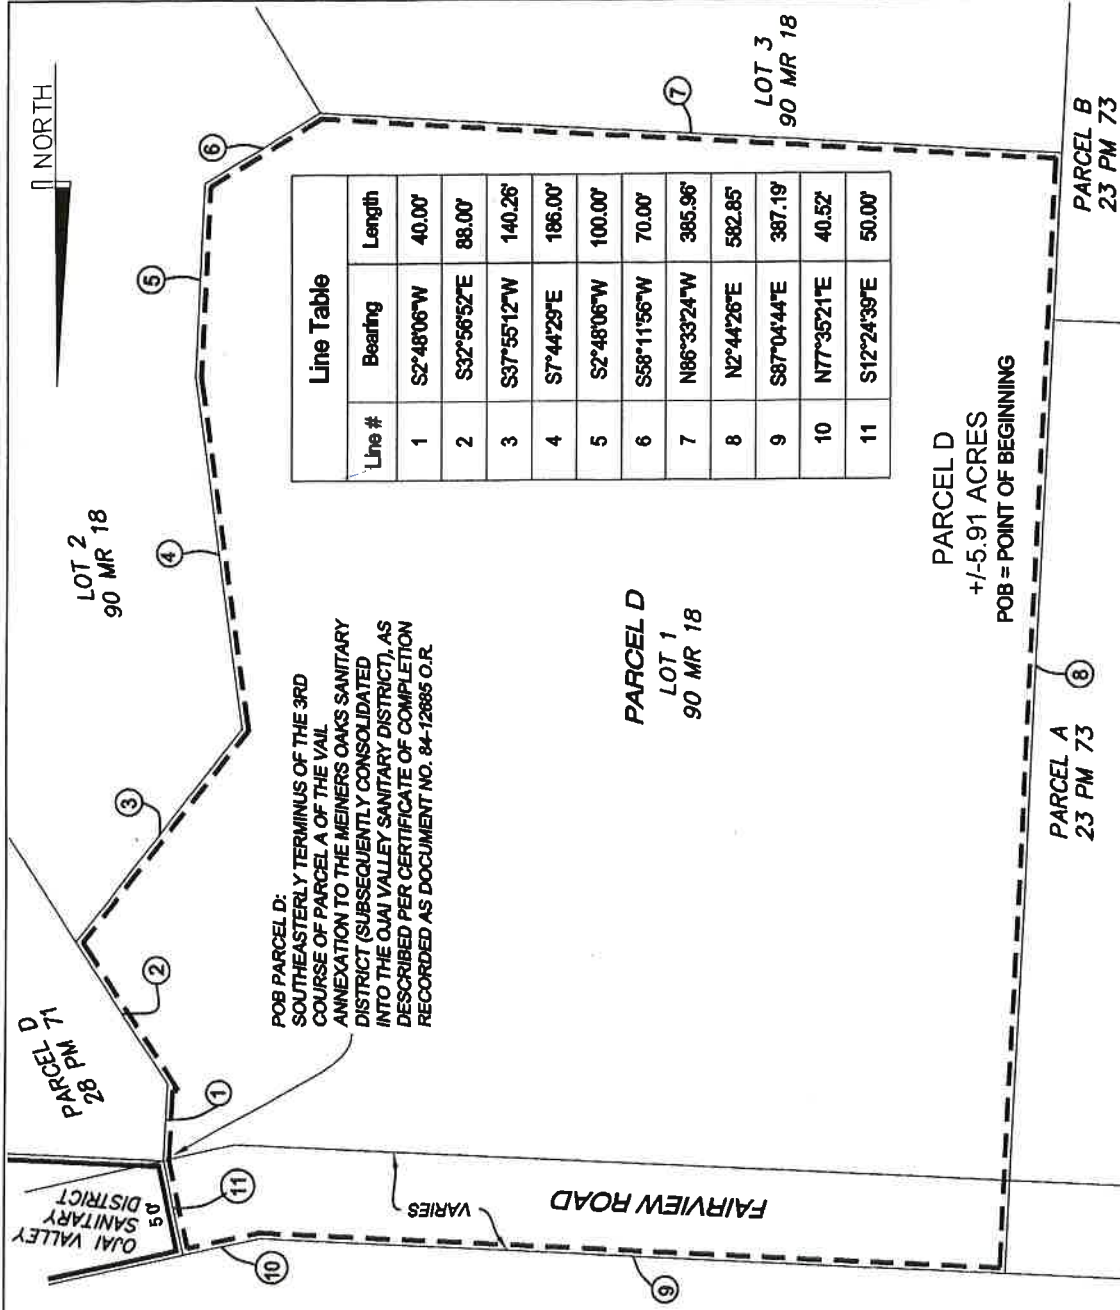 NORTH
LOT 2
90 MR 18
PARCEL D
28 PM 71
OJAI VALLEY
SANITARY
DISTRICT
50'
LOT 3
90 MR 18
1
2
3
4
5
6
7
8
9
10
11
POB PARCEL D:
SOUTHEASTERLY TERMINUS OF THE 3RD
COURSE OF PARCEL A OF THE VAIL
ANNEXATION TO THE MEINERS OAKS SANITARY
DISTRICT (SUBSEQUENTLY CONSOLIDATED
INTO THE OJAI VALLEY SANITARY DISTRICT), AS
DESCRIBED PER CERTIFICATE OF COMPLETION
RECORDED AS DOCUMENT NO. 84-12685 O.R.
Line Table
Line # Bearing Length
1 S2°48'06"W 40.00'
2 S32°56'52"E 88.00'
3 S37°55'12"W 140.26'
4 S7°44'29"E 186.00'
5 S2°48'06"W 100.00'
6 S58°11'56"W 70.00'
7 N86°33'24"W 385.96'
8 N2°44'26"E 582.85'
9 S87°04'44"E 387.19'
10 N77°35'21"E 40.52'
11 S12°24'39"E 50.00'
PARCEL D
LOT 1
90 MR 18
VARIES
FAIRVIEW ROAD
PARCEL D
+/-5.91 ACRES
POB = POINT OF BEGINNING
PARCEL A
23 PM 73
PARCEL B
23 PM 73